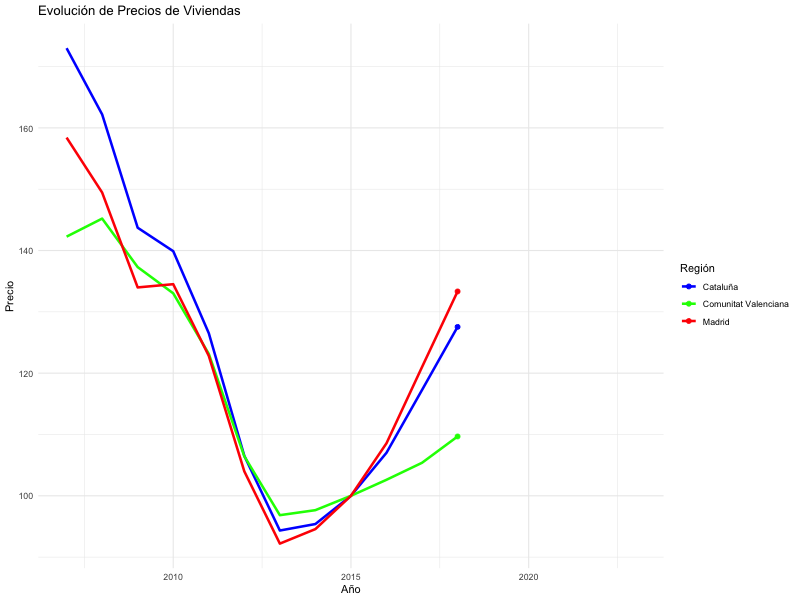 Evolución de Precios de Viviendas
Precio
160
140
120
100
2010
2015
2020
Año
Región
Cataluña
Comunitat Valenciana
Madrid